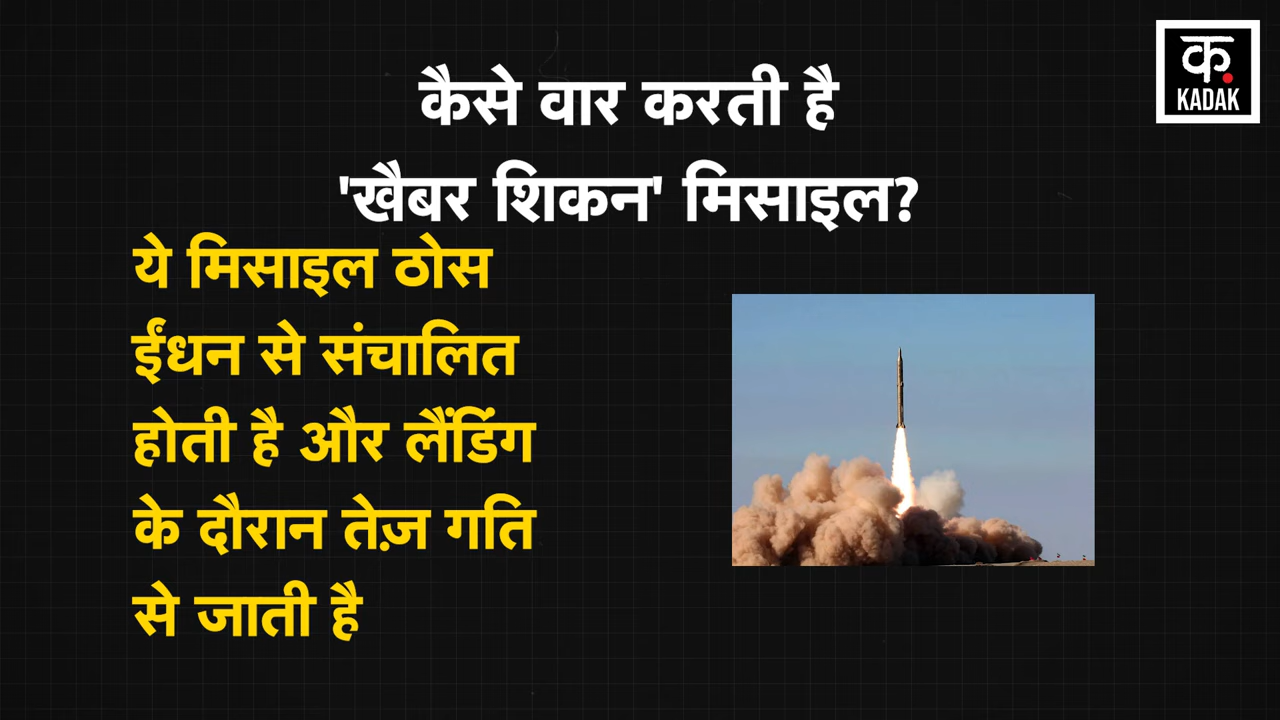 क.
KADAK
कैसे वार करती है
'खैबर शिकन' मिसाइल?
ये मिसाइल ठोस
ईंधन से संचालित
होती है और लैंडिंग
के दौरान तेज़ गति
से जाती है